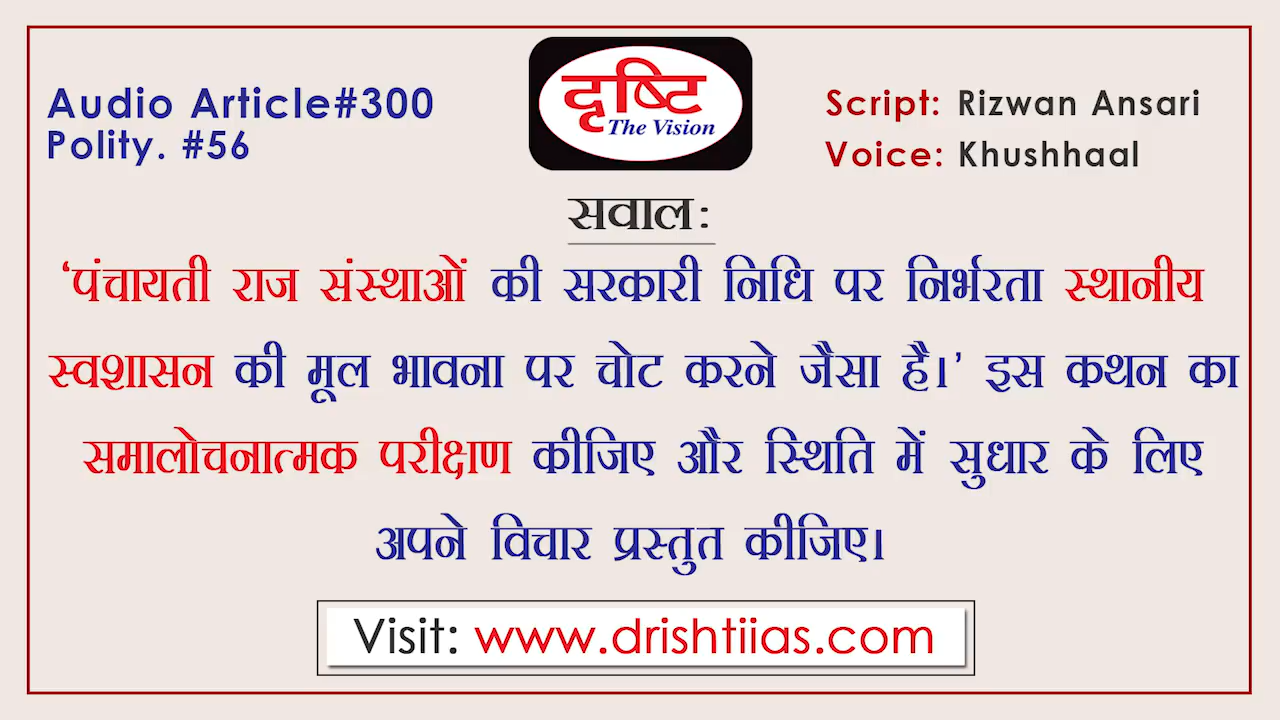 Audio Article#300
Polity. #56
दृष्टि
The Vision
Script: Rizwan Ansari
Voice: Khushhaal
सवाल:
‘पंचायती राज संस्थाओं की सरकारी निधि पर निर्भरता स्थानीय
स्वशासन की मूल भावना पर चोट करने जैसा है।’ इस कथन का
समालोचनात्मक परीक्षण कीजिए और स्थिति में सुधार के लिए
अपने विचार प्रस्तुत कीजिए।
Visit: www.drishtiias.com